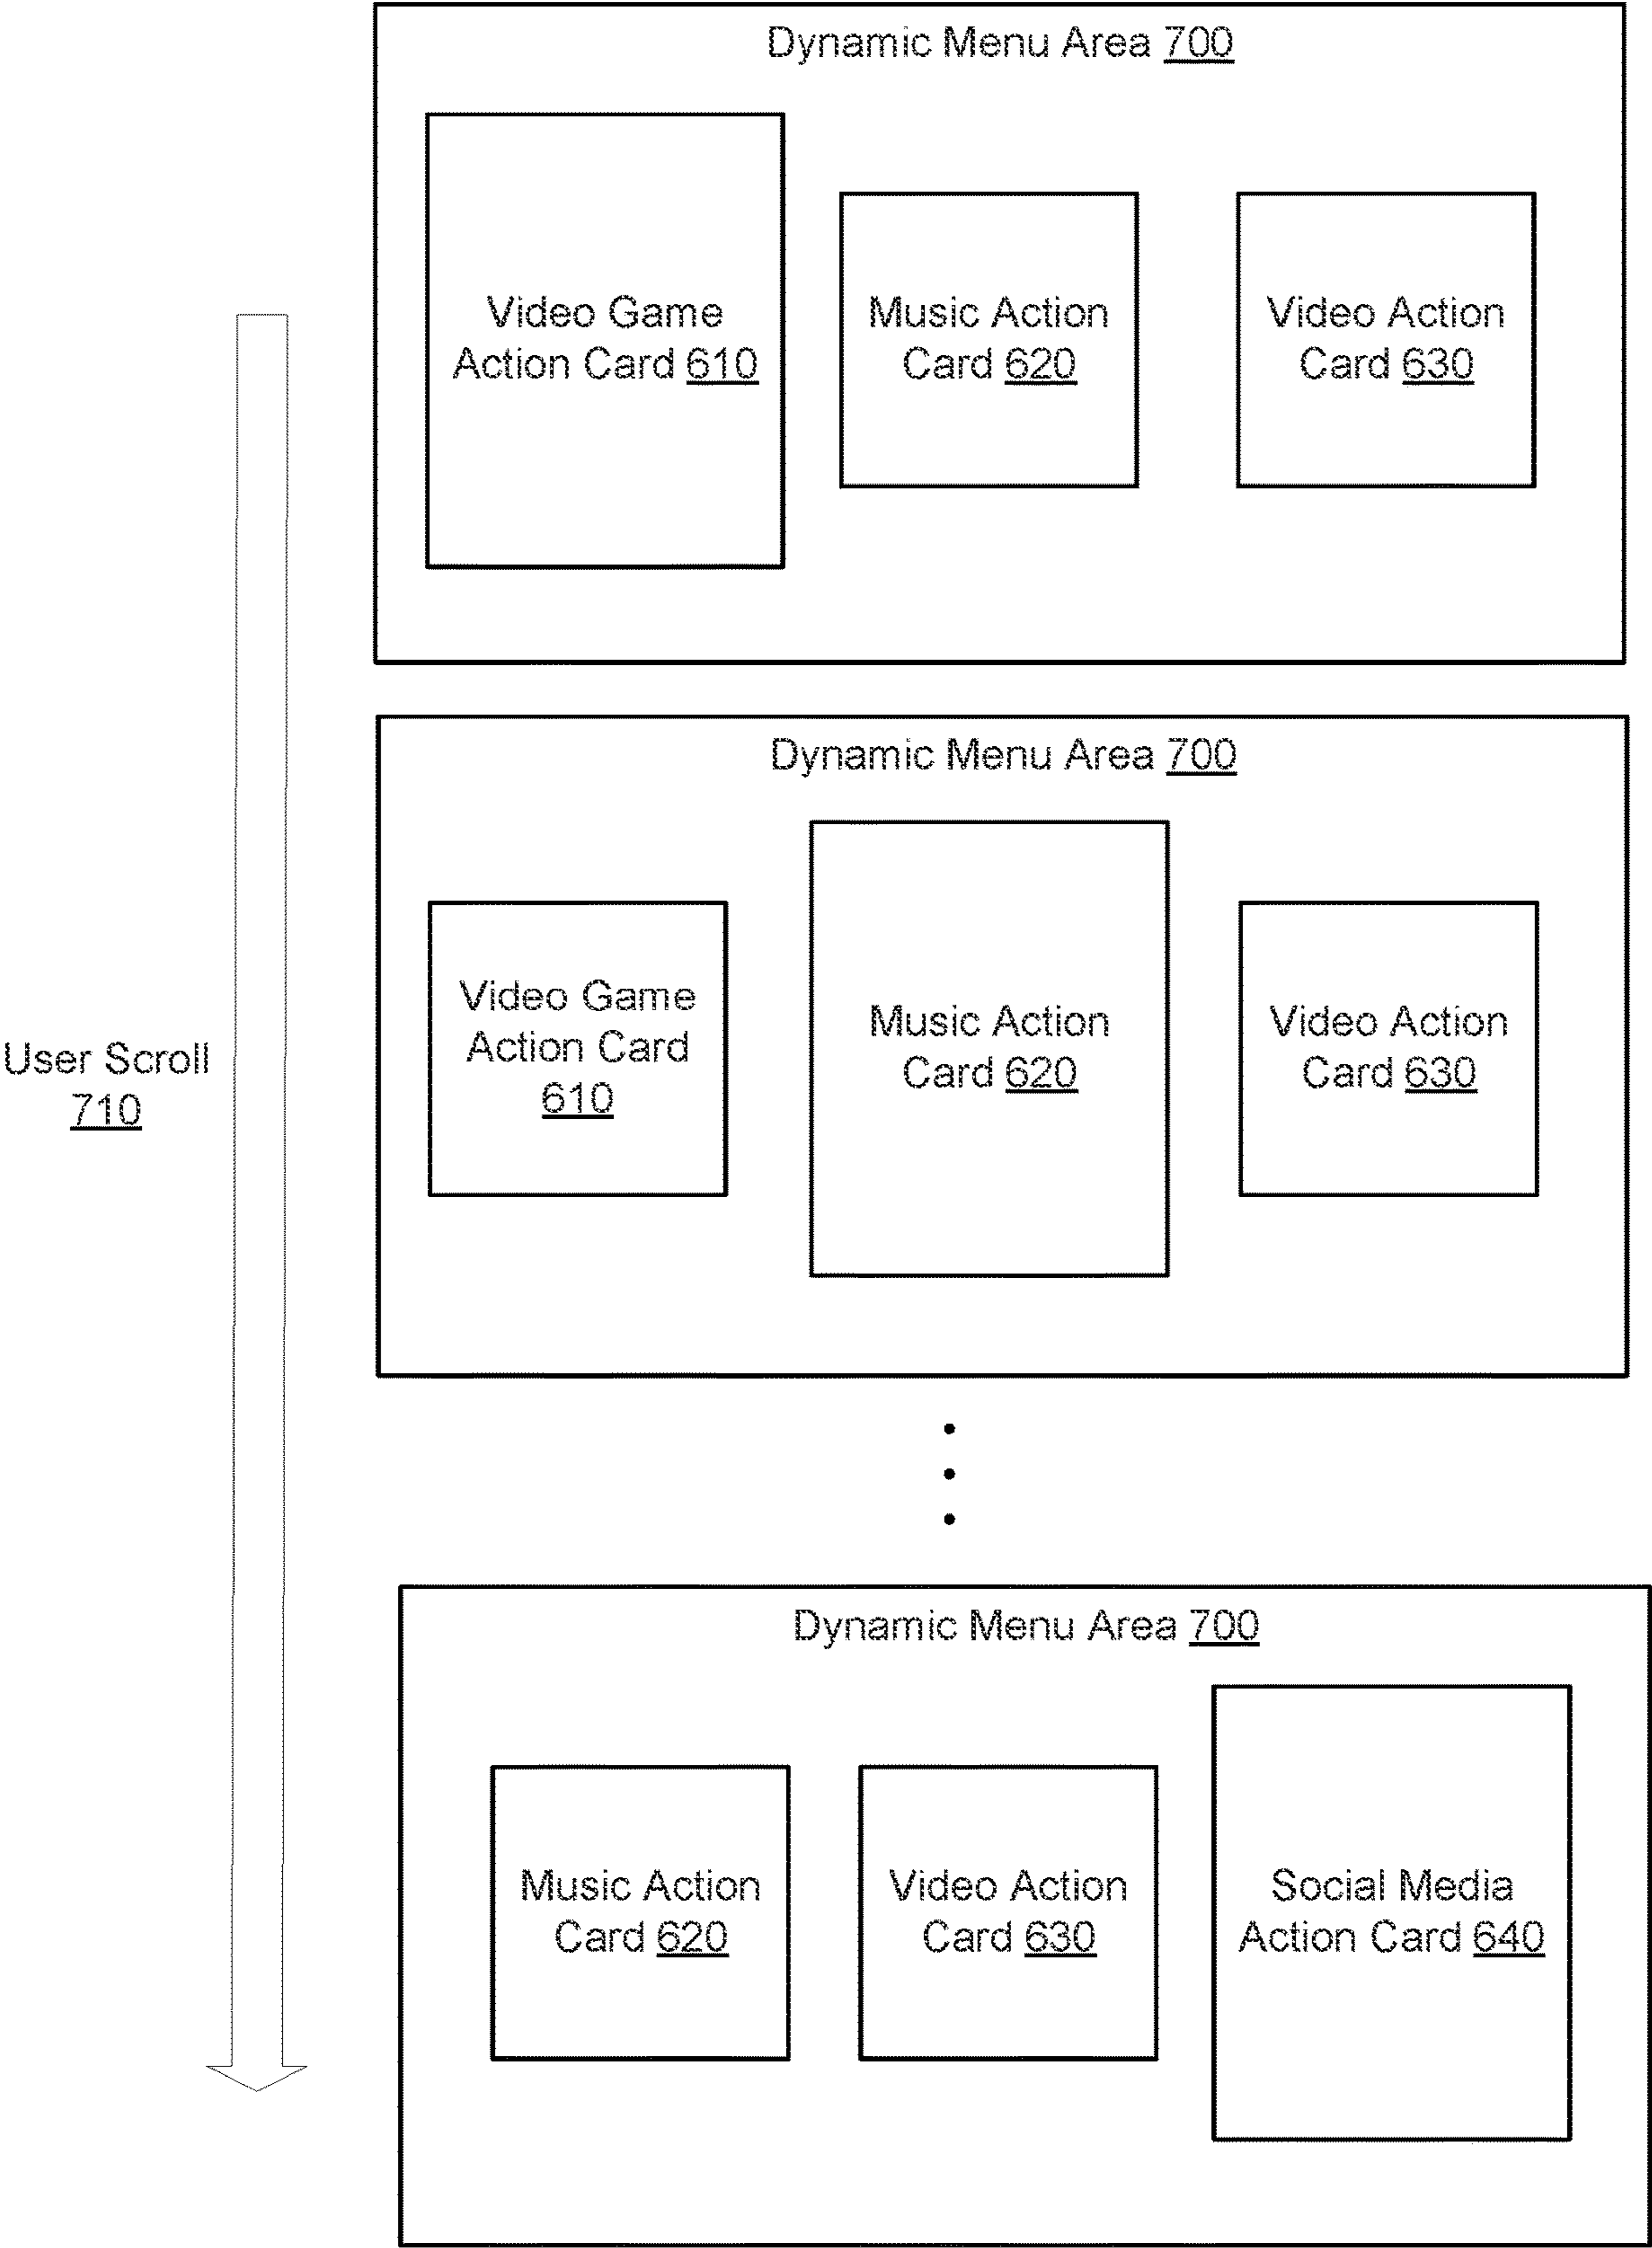 Dynamic Menu Area 700
Video Game
Action Card 610
Music Action
Card 620
Video Action
Card 630
Dynamic Menu Area 700
Video Game
Action Card
610
Music Action
Card 620
Video Action
Card 630
User Scroll
710
Dynamic Menu Area 700
Music Action
Card 620
Video Action
Card 630
Social Media
Action Card 640